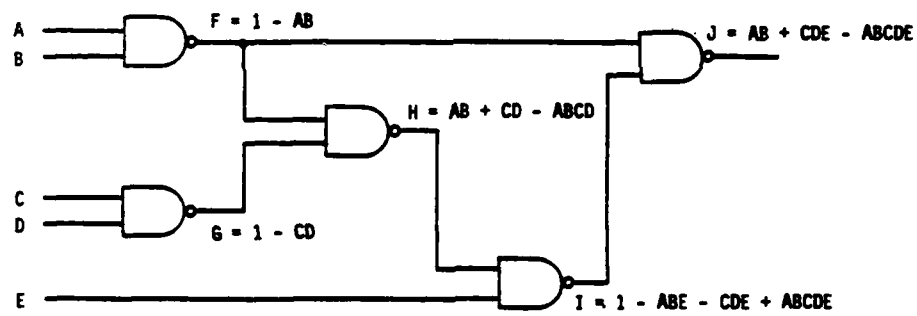 F = 1 - AB
A
B
J = AB + CDE - ABCDE
H = AB + CD - ABCD
C
D
G = 1 - CD
E
I = 1 - ABE - CDE + ABCDE